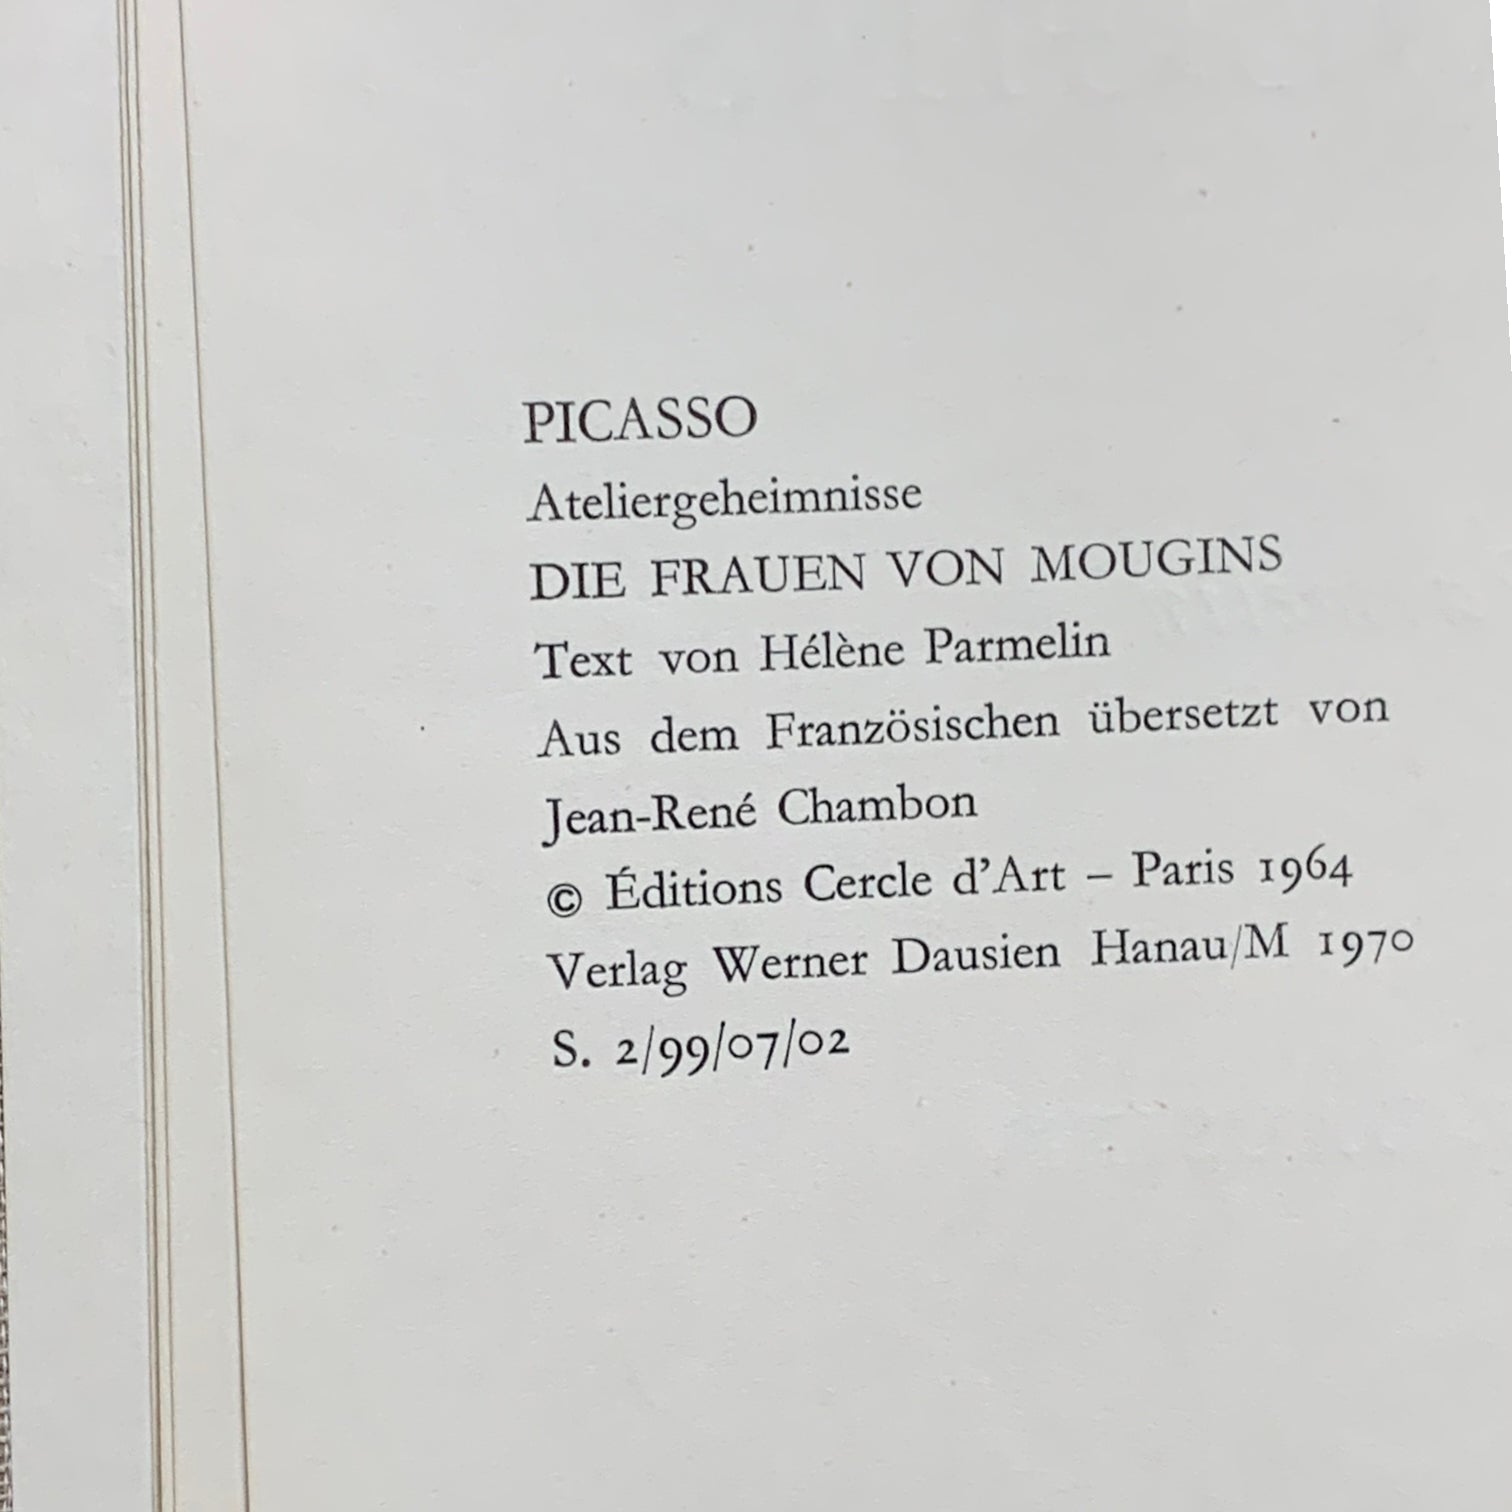 PICASSO
Ateliergeheimnisse
DIE FRAUEN VON MOUGINS
Text von Hélène Parmelin
Aus dem Französischen übersetzt von
Jean-René Chambon
© Éditions Cercle d’Art – Paris 1964
Verlag Werner Dausien Hanau/M 1970
S. 2/99/07/02